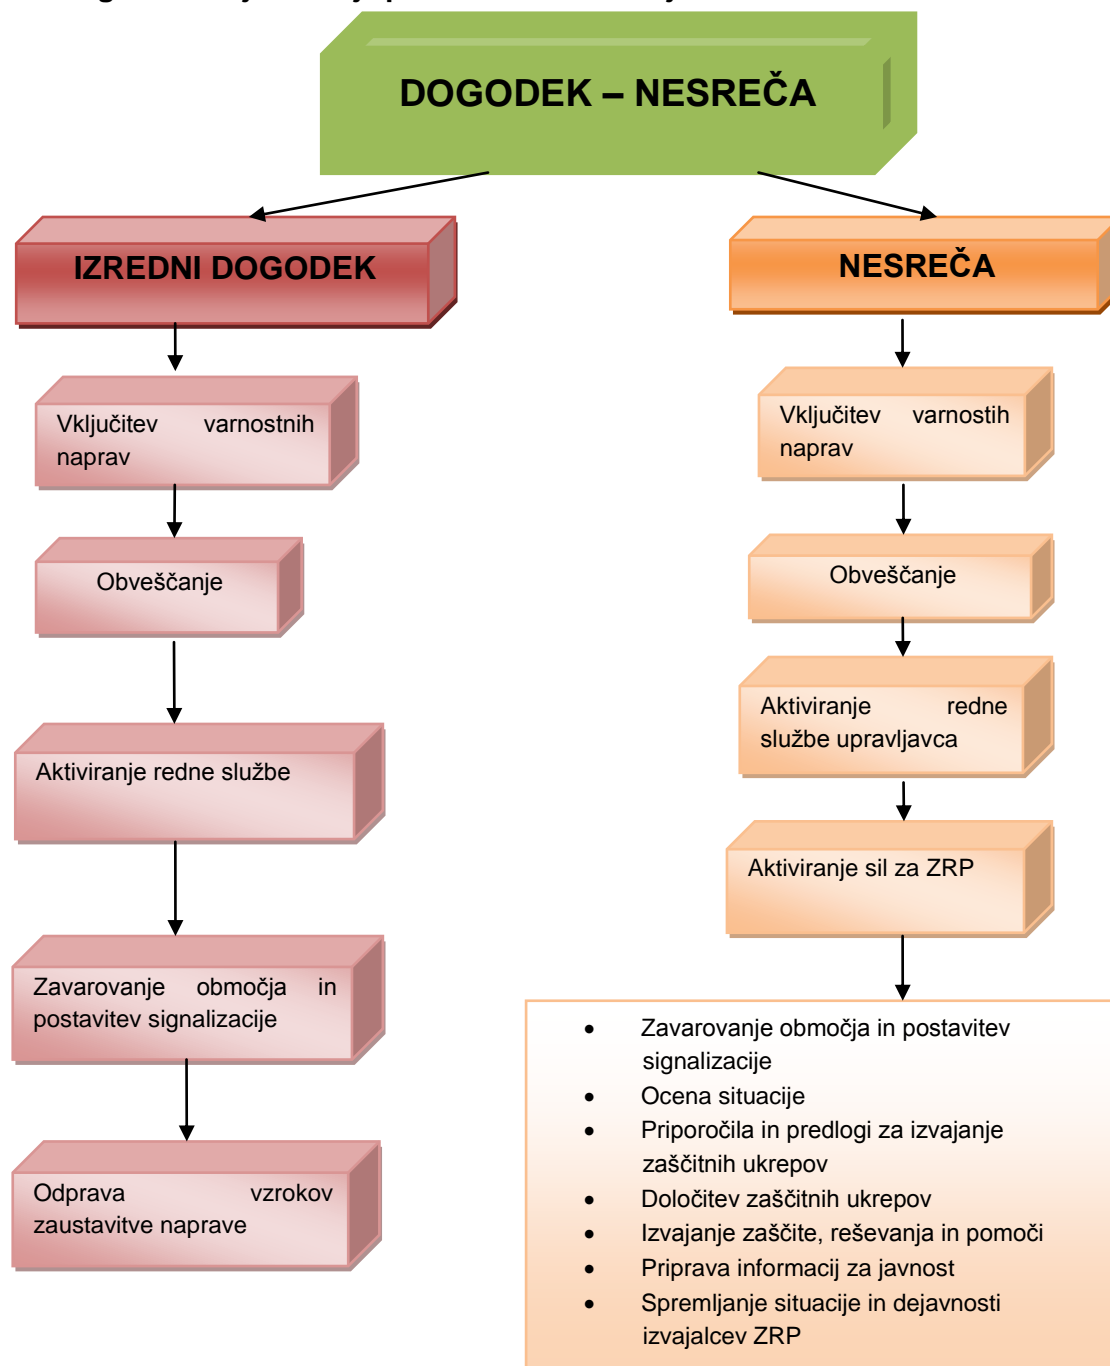 DOGODEK – NESREČA
IZREDNI DOGODEK
Vključitev varnostnih
naprav
Obveščanje
Aktiviranje redne službe
Zavarovanje območja in
postavitev signalizacije
Odprava vzrokov
zaustavitve naprave
NESREČA
Vključitev varnostih
naprav
Obveščanje
Aktiviranje redne
službe upravljavca
Aktiviranje sil za ZRP
• Zavarovanje območja in postavitev
signalizacije
• Ocena situacije
• Priporočila in predlogi za izvajanje
zaščitnih ukrepov
• Določitev zaščitnih ukrepov
• Izvajanje zaščite, reševanja in pomoči
• Priprava informacij za javnost
• Spremljanje situacije in dejavnosti
izvajalcev ZRP